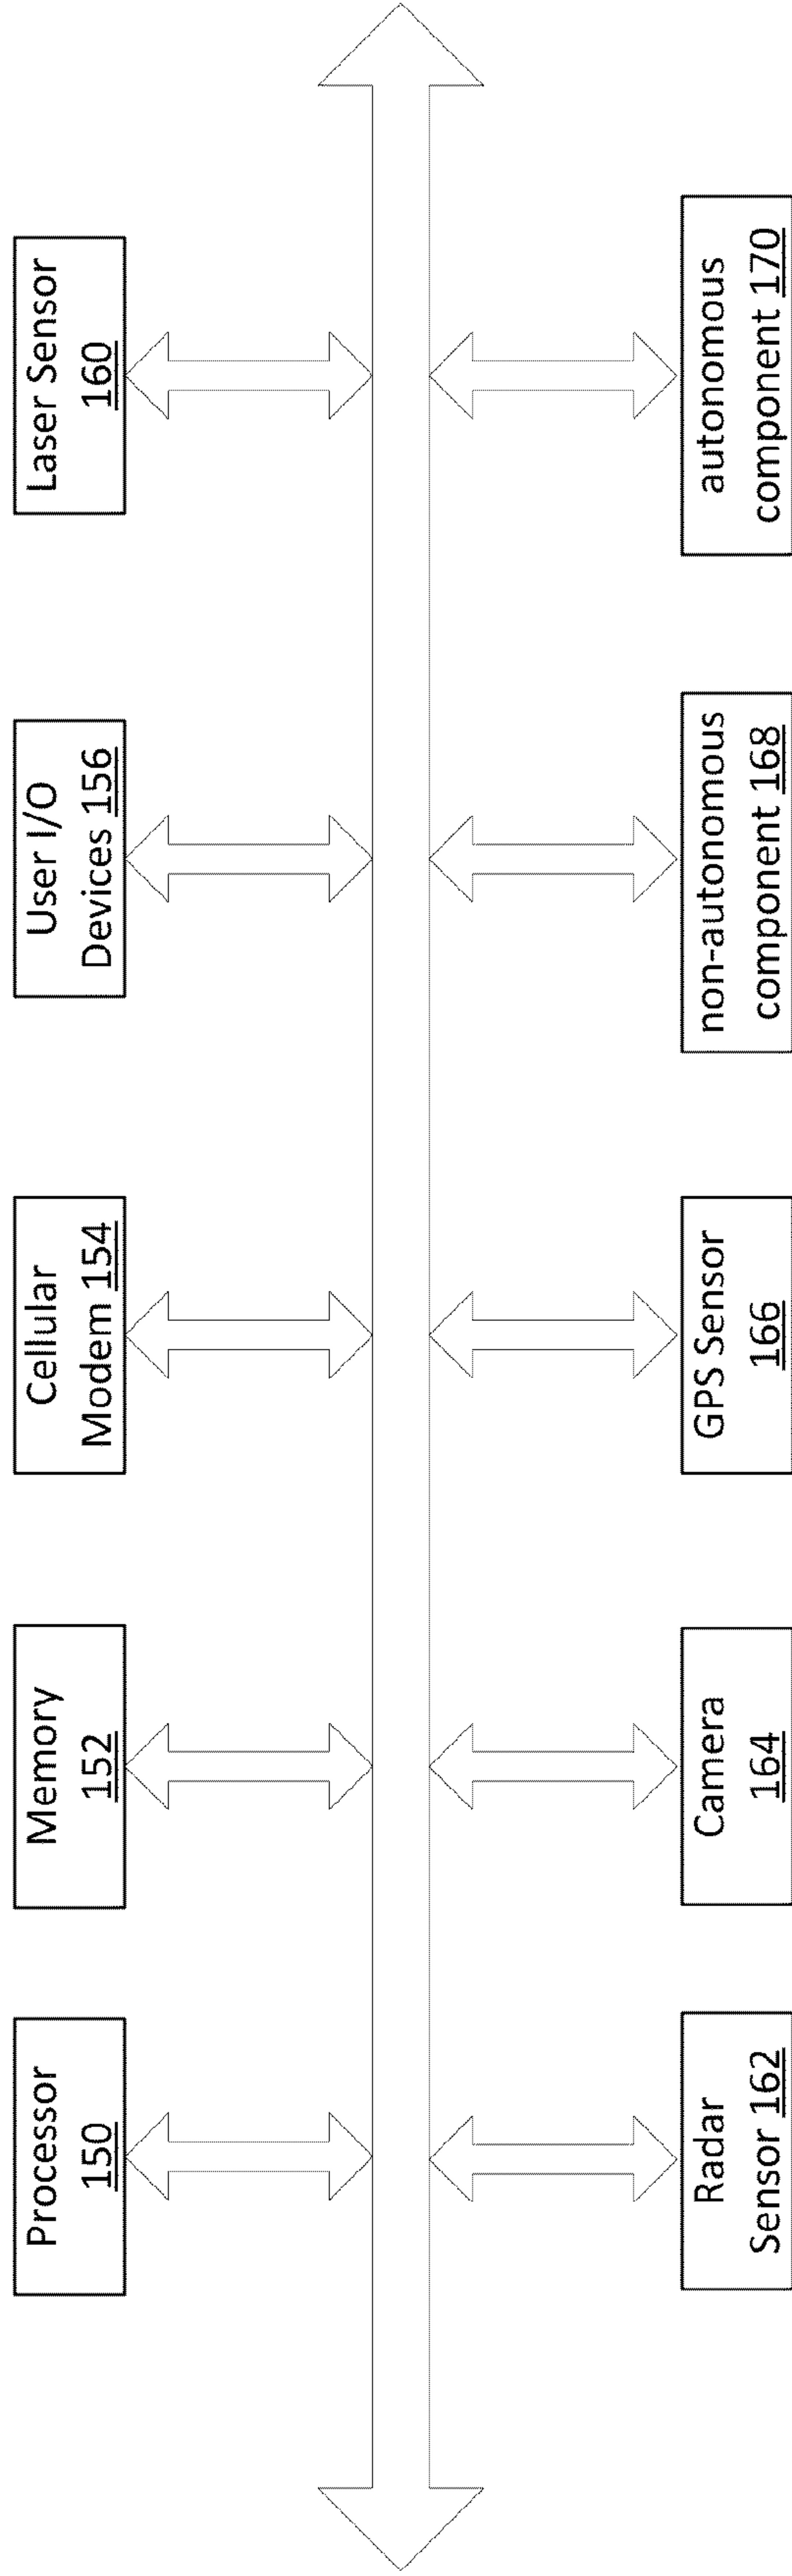 Processor
150
Memory
152
Cellular
Modem 154
User I/O
Devices 156
Laser Sensor
160
Radar
Sensor 162
Camera
164
GPS Sensor
166
non-autonomous
component 168
autonomous
component 170